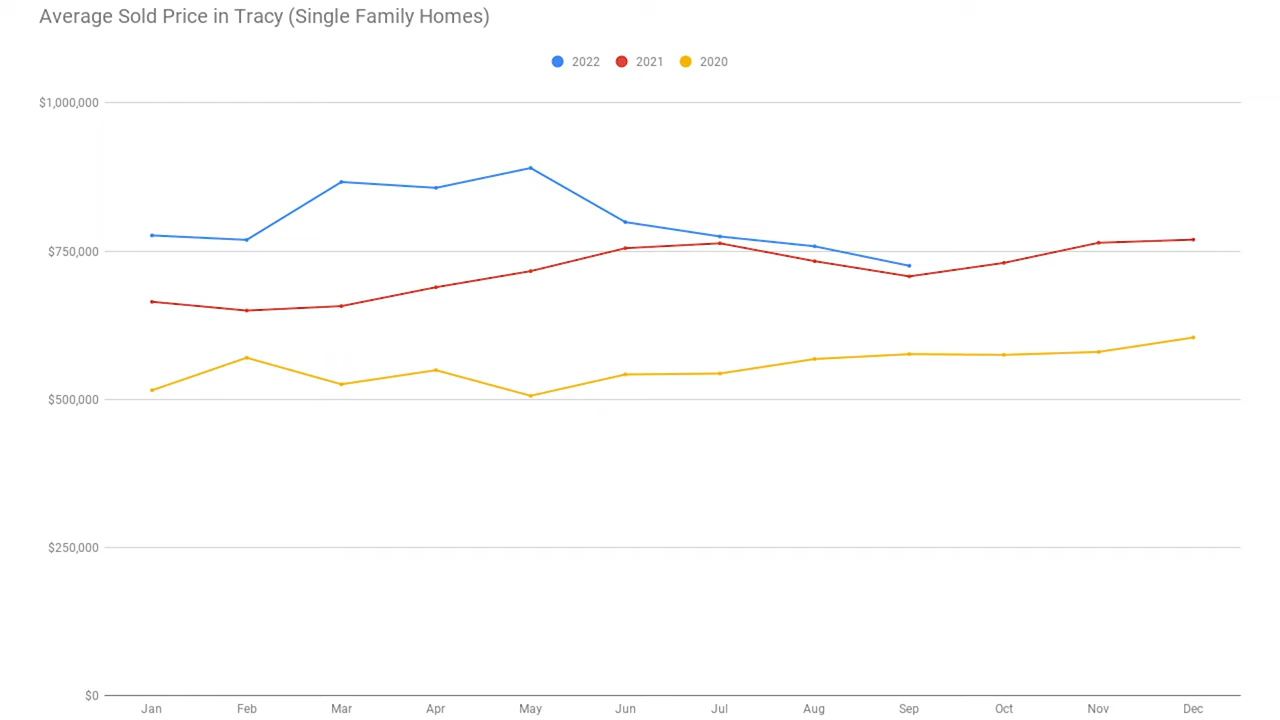 Average Sold Price in Tracy (Single Family Homes)
2022 2021 2020
$1,000,000
$750,000
$500,000
$250,000
$0
Jan Feb Mar Apr May Jun Jul Aug Sep Oct Nov Dec